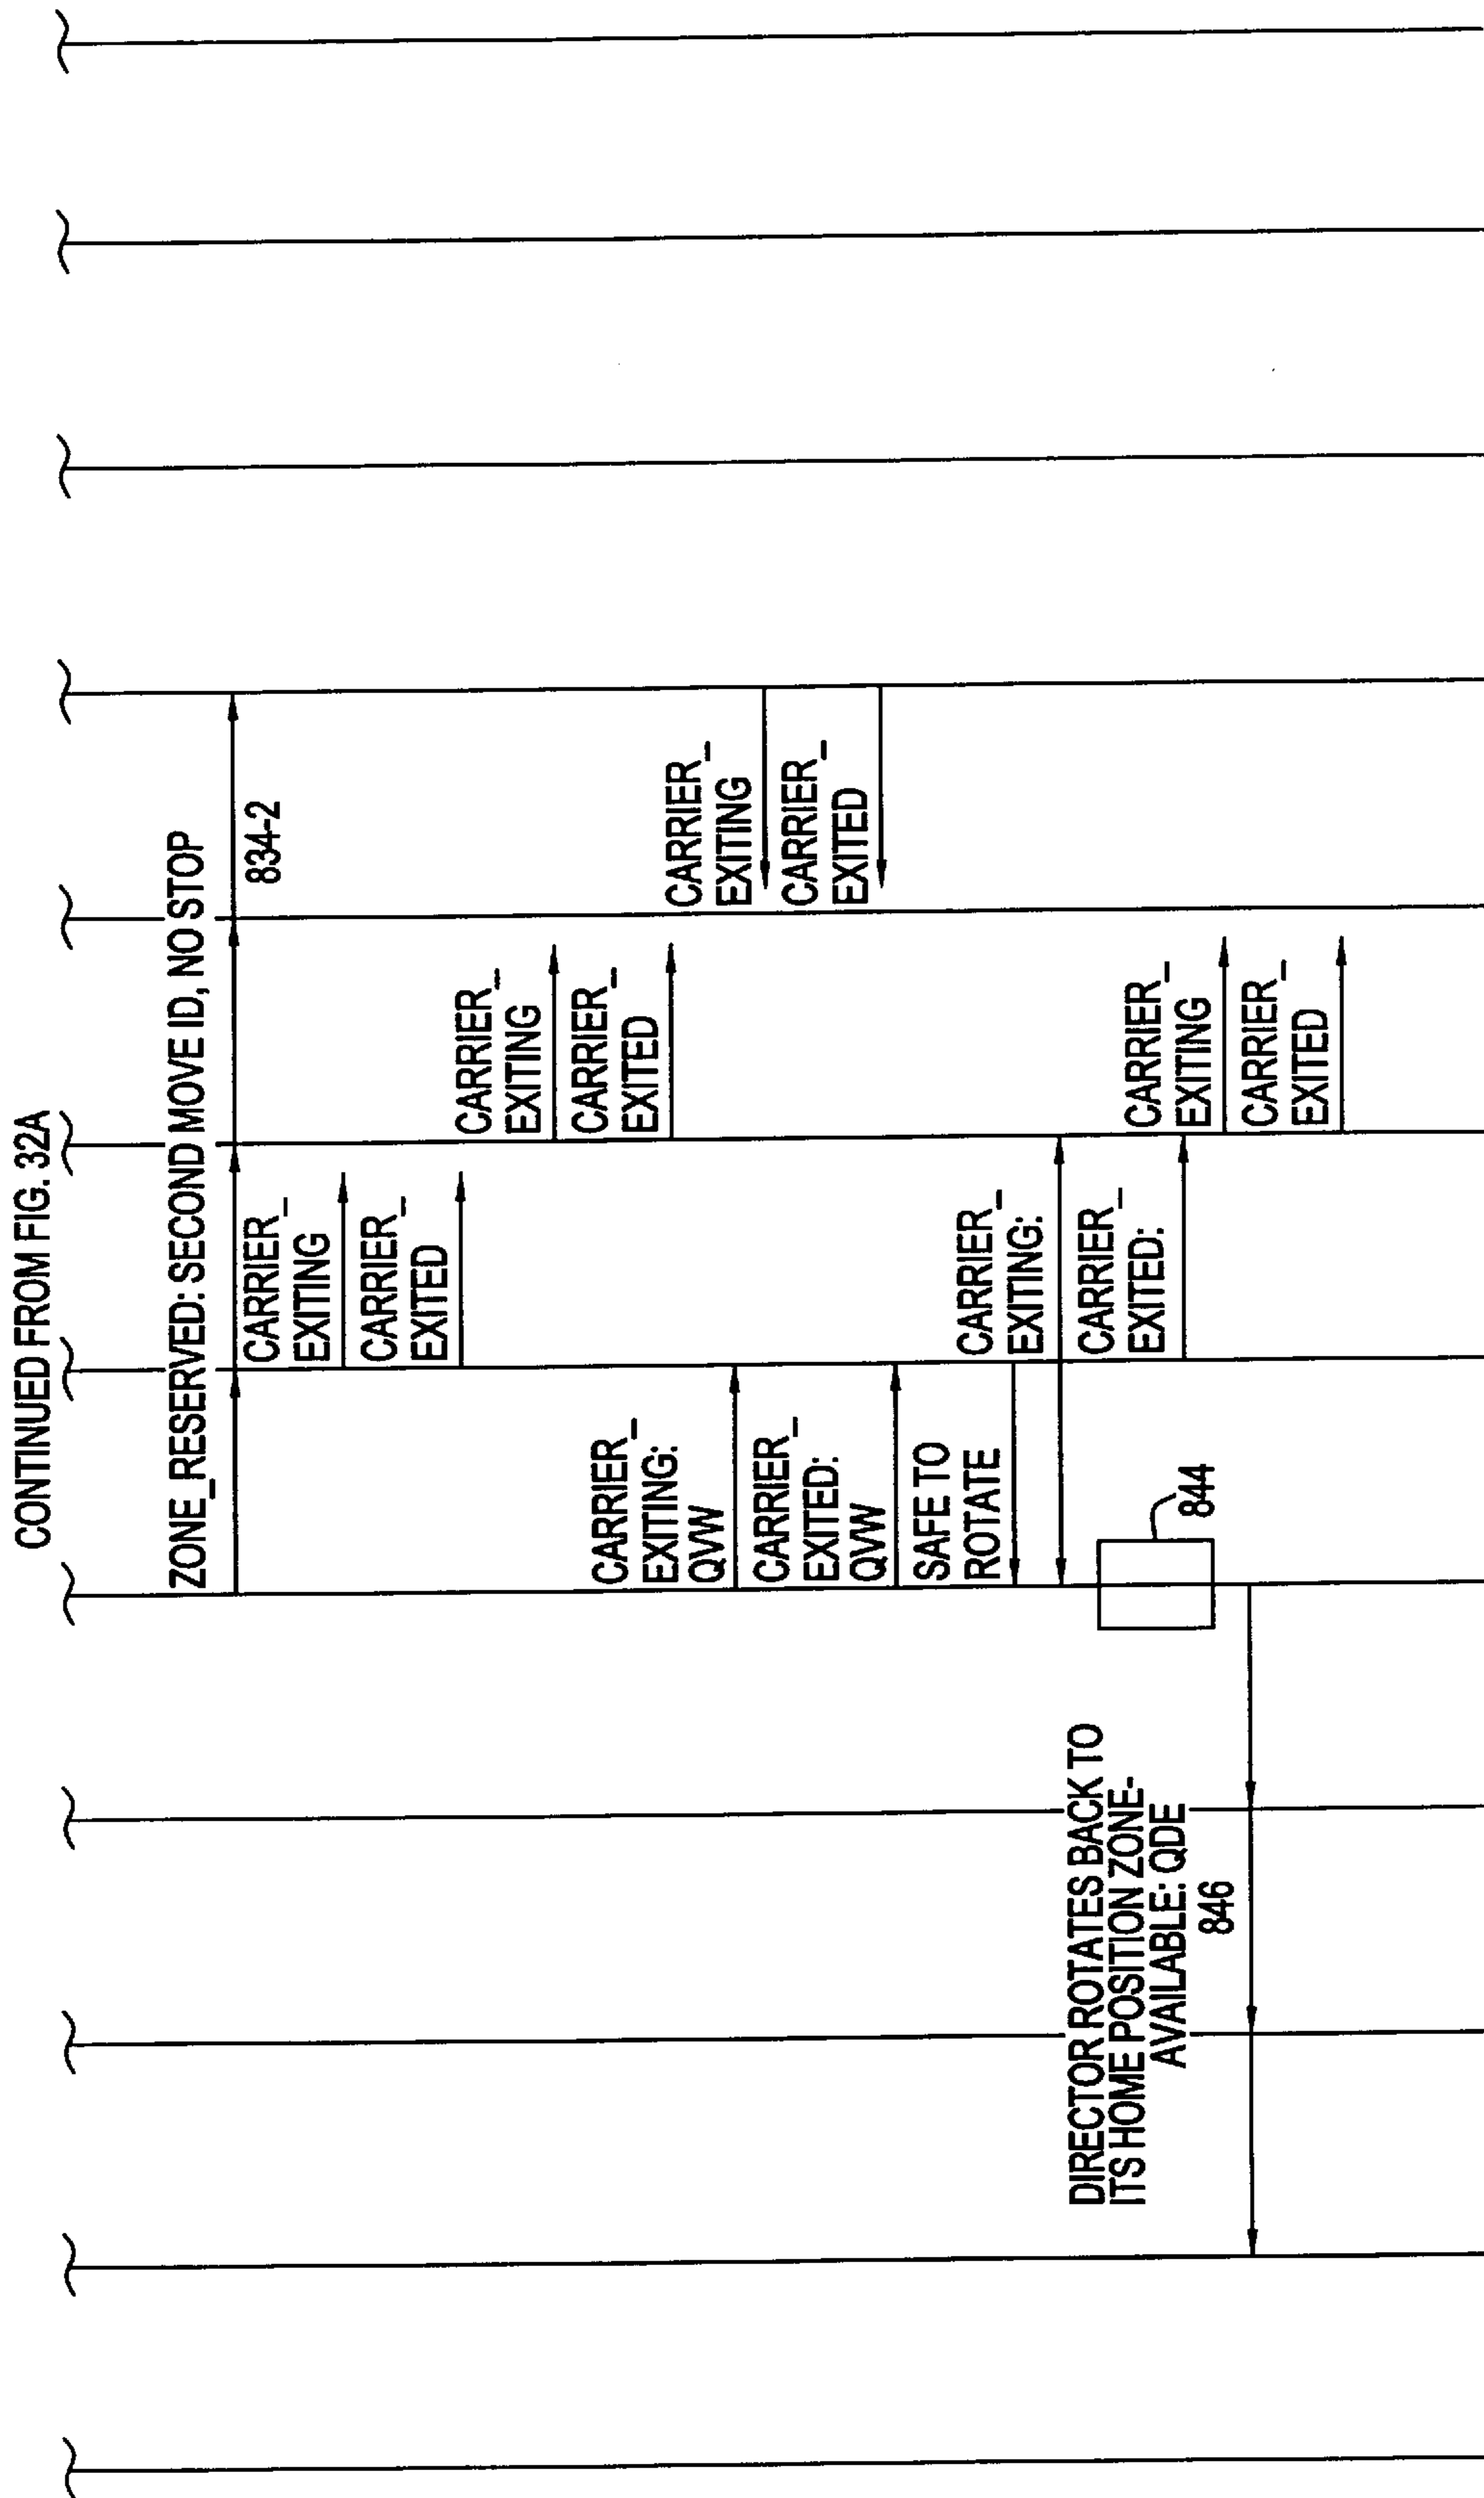 CONTINUED FROM FIG. 32A
ZONE_RESERVED: SECOND MOVE ID, NO STOP
834-2
CARRIER_
EXITING
CARRIER_
EXITED
CARRIER_
EXITING
CARRIER_
EXITED
CARRIER_
EXITING:
QVW
CARRIER_
EXITING
CARRIER_
EXITED:
QVW
CARRIER_
EXITED
SAFE TO
ROTATE
CARRIER_
EXITING:
CARRIER_
EXITED:
844
DIRECTOR ROTATES BACK TO
ITS HOME POSITION ZONE-
AVAILABLE: QDE
846
CARRIER_
EXITING
CARRIER_
EXITED